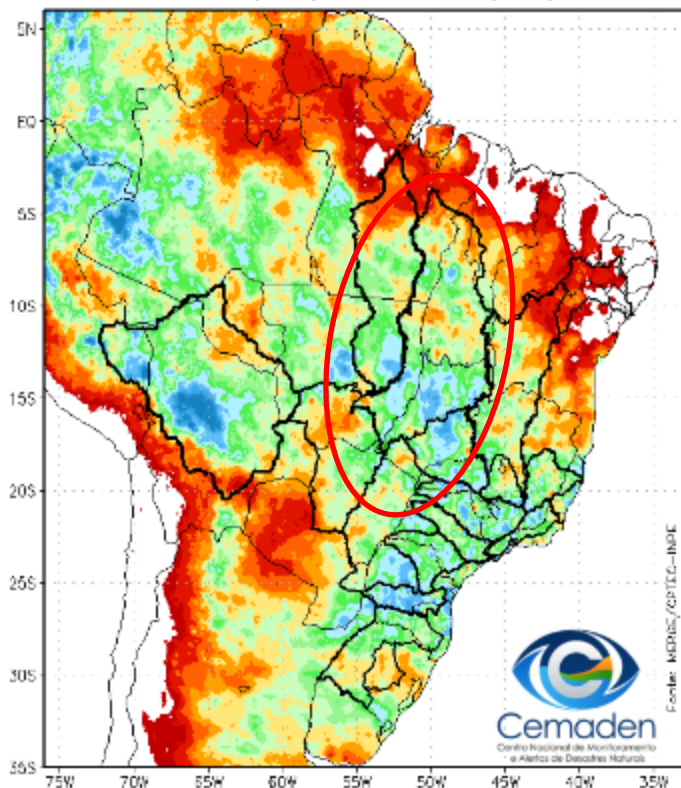 5N
EQ
5S
10S
15S
20S
25S
30S
35S
75W
70W
65W
60W
55W
50W
45W
40W
35W
Fonte: MERGE/CPTEC-INPE
Cemaden
Centro Nacional de Monitoramento
e Alertas de Desastres Naturais